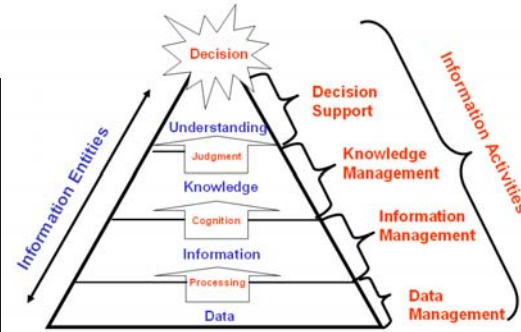 Decision
Understanding
Judgment
Knowledge
Cognition
Information
Processing
Data
Information Entities
Decision
Support
Knowledge
Management
Information
Management
Data
Management
Information Activities